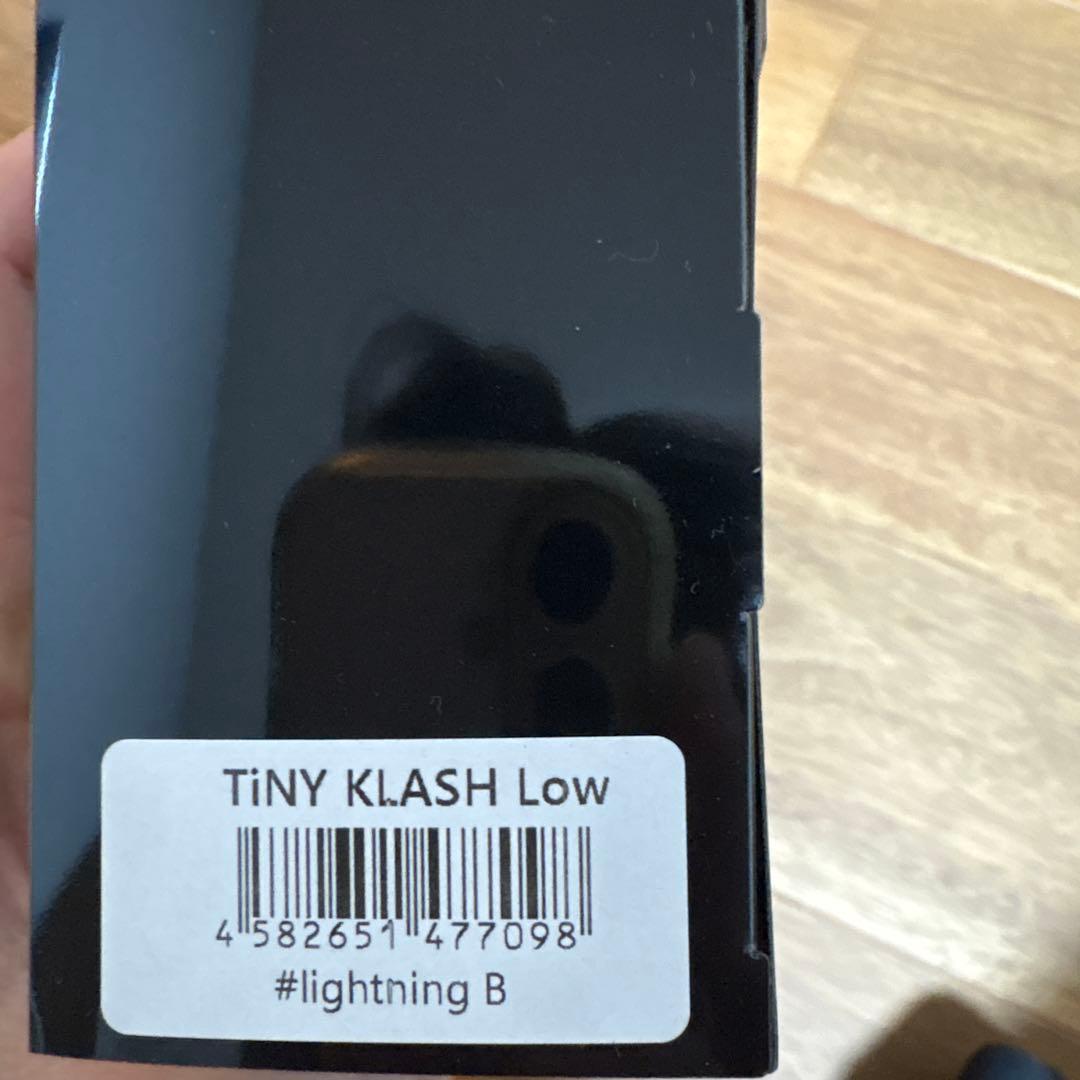 TiNY KLASH Low
4 582651 477098
#lightning B